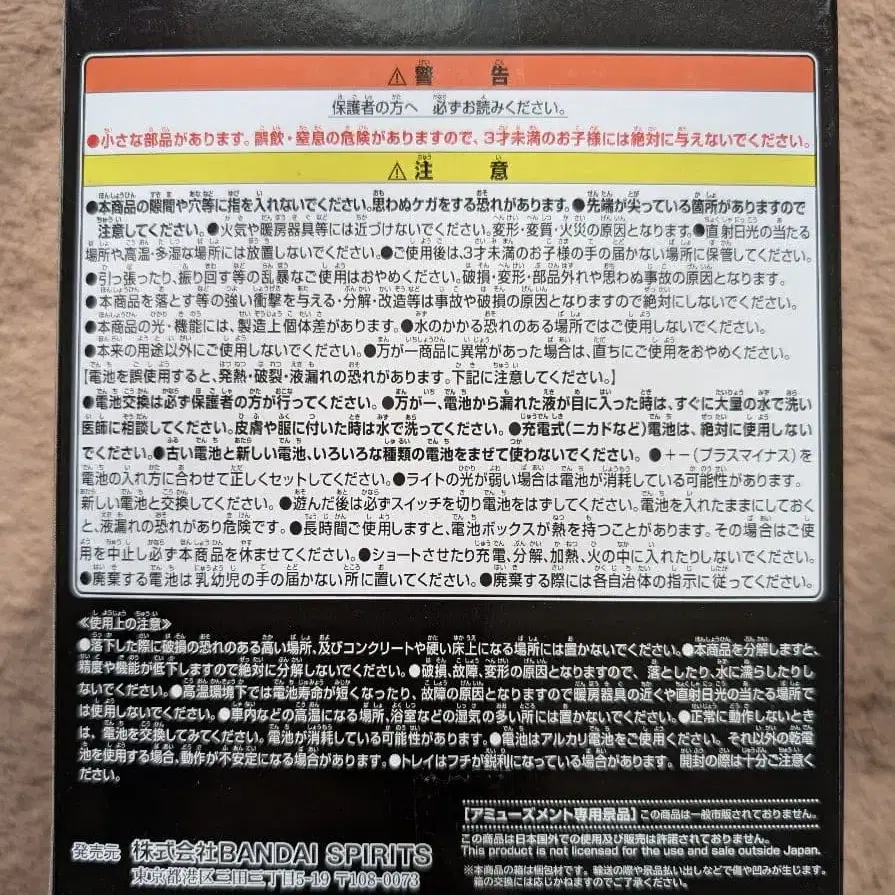 ⚠警告
保護者の方へ 必ずお読みください。
●小さな部品があります。誤飲・窒息の危険がありますので、3才未満のお子様には絶対に与えないでください。
⚠注意
●本商品の隙間や穴等に指を入れないでください。思わぬケガをする恐れがあります。●先端が尖っている箇所がありますので
注意してください。●火気や暖房器具等には近づけないでください。変形・変質・火災の原因となります。●直射日光の当たる
場所や高温・多湿な場所には放置しないでください。●ご使用後は、3才未満のお子様の手の届かない場所に保管してください。
●引っ張ったり、振り回す等の乱暴なご使用はおやめください。破損・変形・部品外れや思わぬ事故の原因となります。
●本商品を落とす等の強い衝撃を与える・分解・改造等は事故や破損の原因となりますので絶対にしないでください。
●本商品の光・機能には、製造上個体差があります。●水のかかる恐れのある場所ではご使用しないでください。
●本来の用途以外にご使用しないでください。●万が一商品に異常があった場合は、直ちにご使用をおやめください。
[電池を誤使用すると、発熱・破裂・液漏れの恐れがあります。下記に注意してください。]
●電池交換は必ず保護者の方が行ってください。●万が一、電池から漏れた液が目に入った時は、すぐに大量の水で洗い
医師に相談してください。皮膚や服に付いた時は水で洗ってください。●充電式(ニカドなど)電池は、絶対に使用しない
でください。●古い電池と新しい電池、いろいろな種類の電池をまぜて使わないでください。●+-(プラスマイナス)を
電池の入れ方に合わせて正しくセットしてください。●ライトの光が弱い場合は電池が消耗している可能性があります。
新しい電池と交換してください。●遊んだ後は必ずスイッチを切り電池をはずしてください。電池を入れたままにしておく
と、液漏れの恐れがあり危険です。●長時間ご使用しますと、電池ボックスが熱を持つことがあります。その場合はご使
用を中止し必ず本商品を休ませてください。●ショートさせたり充電、分解、加熱、火の中に入れたりしないでください。
●廃棄する電池は乳幼児の手の届かない所に置いてください。●廃棄する際には各自治体の指示に従ってください。
≪使用上の注意≫
●落下した際に破損の恐れのある高い場所、及びコンクリートや硬い床上になる場所には置かないでください。●本商品を分解しますと、
精度や機能が低下しますので絶対に分解しないでください。●破損、故障、変形の原因となりますので、落としたり、水に濡らしたりし
ないでください。●高温環境下では電池寿命が短くなったり、故障の原因となりますので暖房器具の近くや直射日光の当たる場所で
は使用しないでください。●車内などの高温になる場所、浴室などの湿気の多い所には置かないでください。●正常に動作しないとき
は、電池を交換してみてください。電池が消耗している可能性があります。●電池はアルカリ電池をご使用ください。それ以外の乾電
池を使用する場合、動作が不安定になる場合があります。●トレイはフチが鋭利になっている場合があります。開封の際は十分ご注意く
ださい。
[アミューズメント専用景品]この商品は一般市販されておりません。
この商品は日本国外での使用及び販売は許諾されておりません。
This product is not licensed for the use and sale outside Japan.
※本商品の箱は梱包材です。輸送の際や景品払い出しなどで傷や凹みが生じます。
箱の交換には応じかねますのでご了承ください。
発売元 株式会社BANDAI SPIRITS
東京都港区三田三丁目5-19 〒108-0073